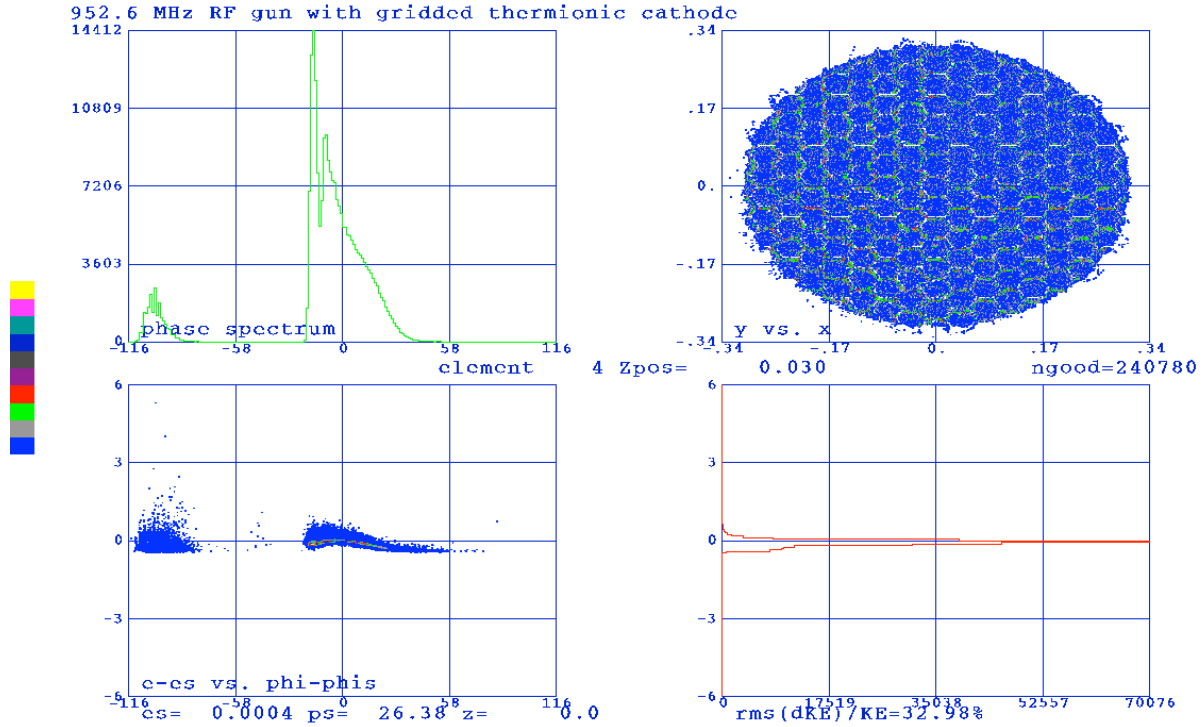 952.6 MHz RF gun with gridded thermionic cathode
14412
10809
7206
3603
0
phase spectrum
-116 -58 0 58 116
.34
.17
0.
-.17
-.34
y vs. x
-.34 -.17 0. .17 .34
element 4 Zpos= 0.030 ngood=240780
6
3
0
-3
-6
e-es vs. phi-phis
-116 -58 0 58 116
es= 0.0004 ps= 26.38 z= 0.0
6
3
0
-3
-6
0 17519 35038 52557 70076
rms(dKE)/KE=32.98%